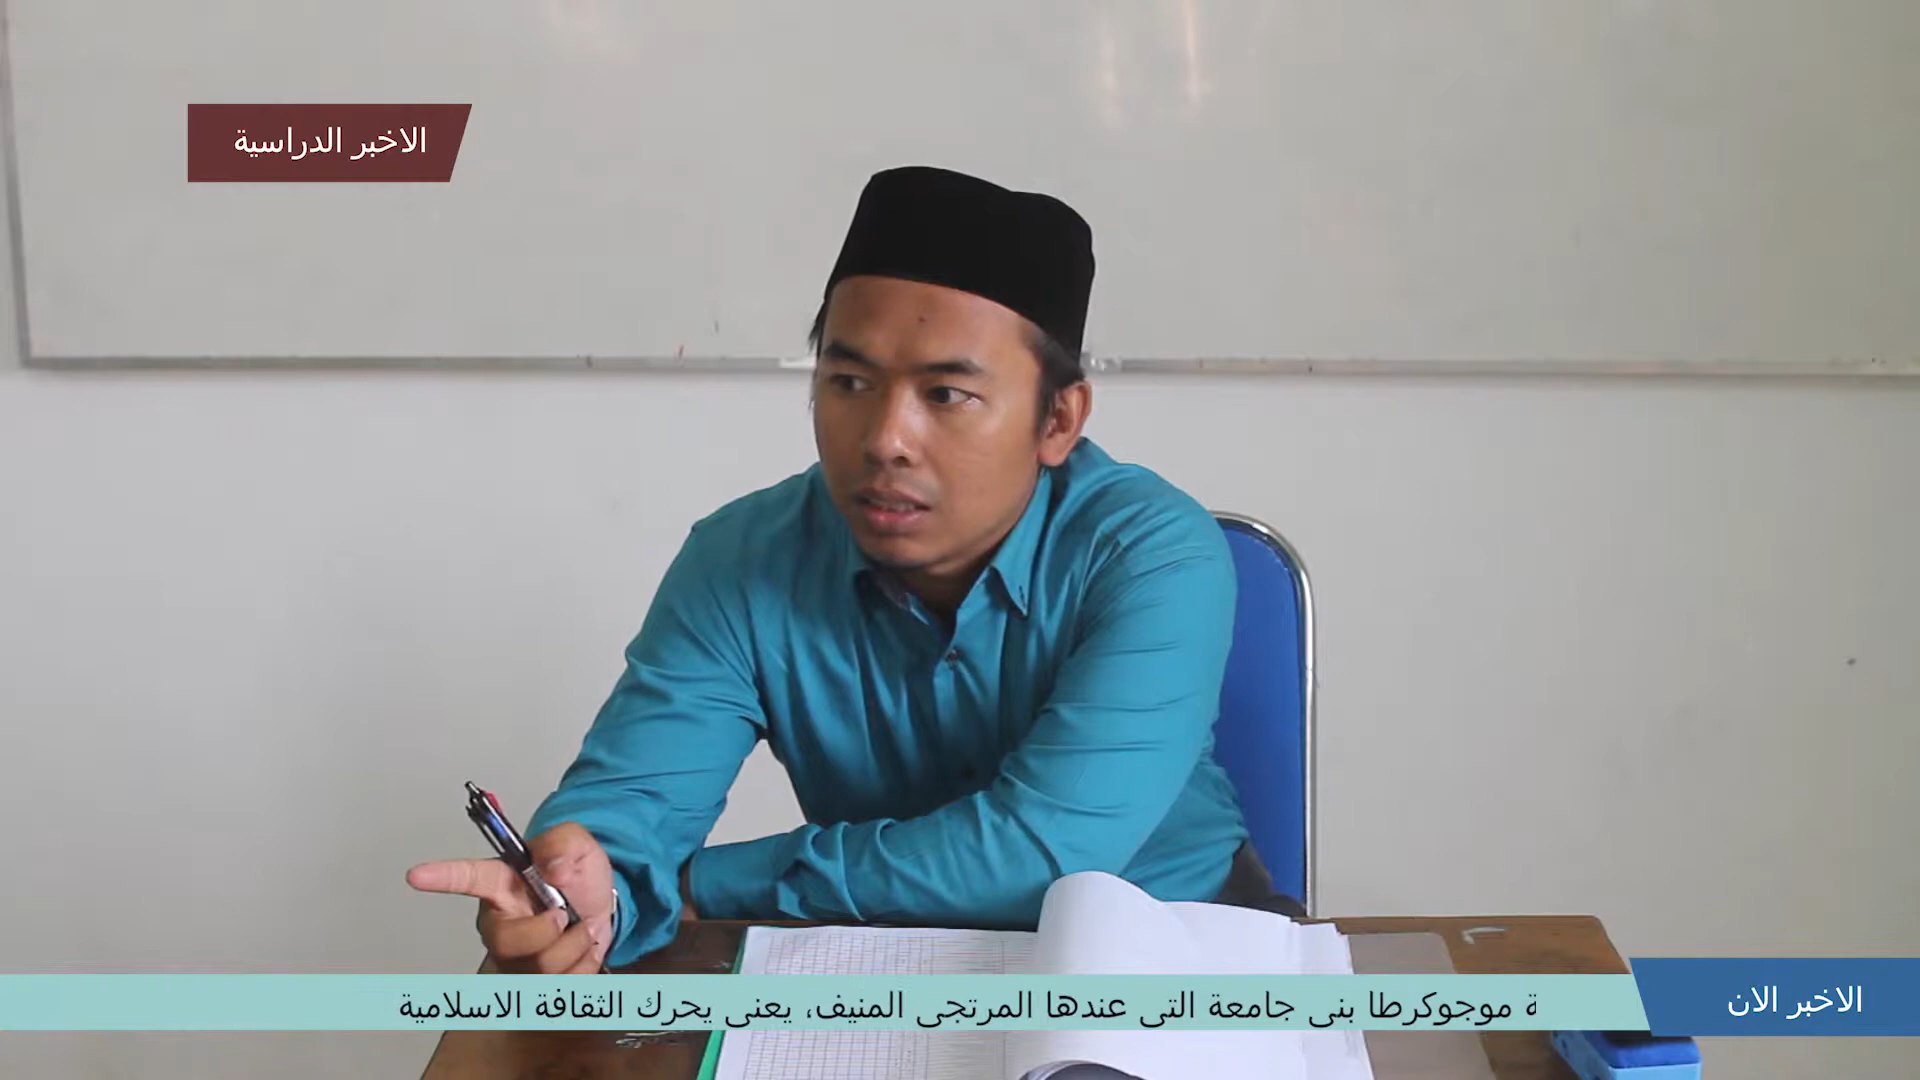 الاخبر الدراسية
ة موجوكرطا بنى جامعة التى عندها المرتجى المنيف، يعنى يحرك الثقافة الاسلامية
الاخبر الان